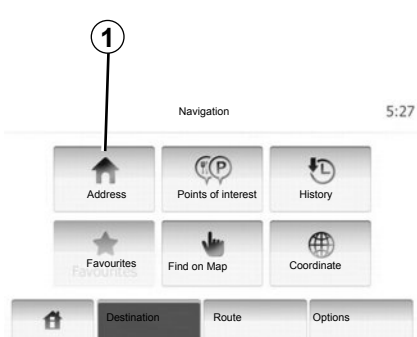 1
Navigation 5:27
Address Points of interest History
Favourites Find on Map Coordinate
Destination Route Options